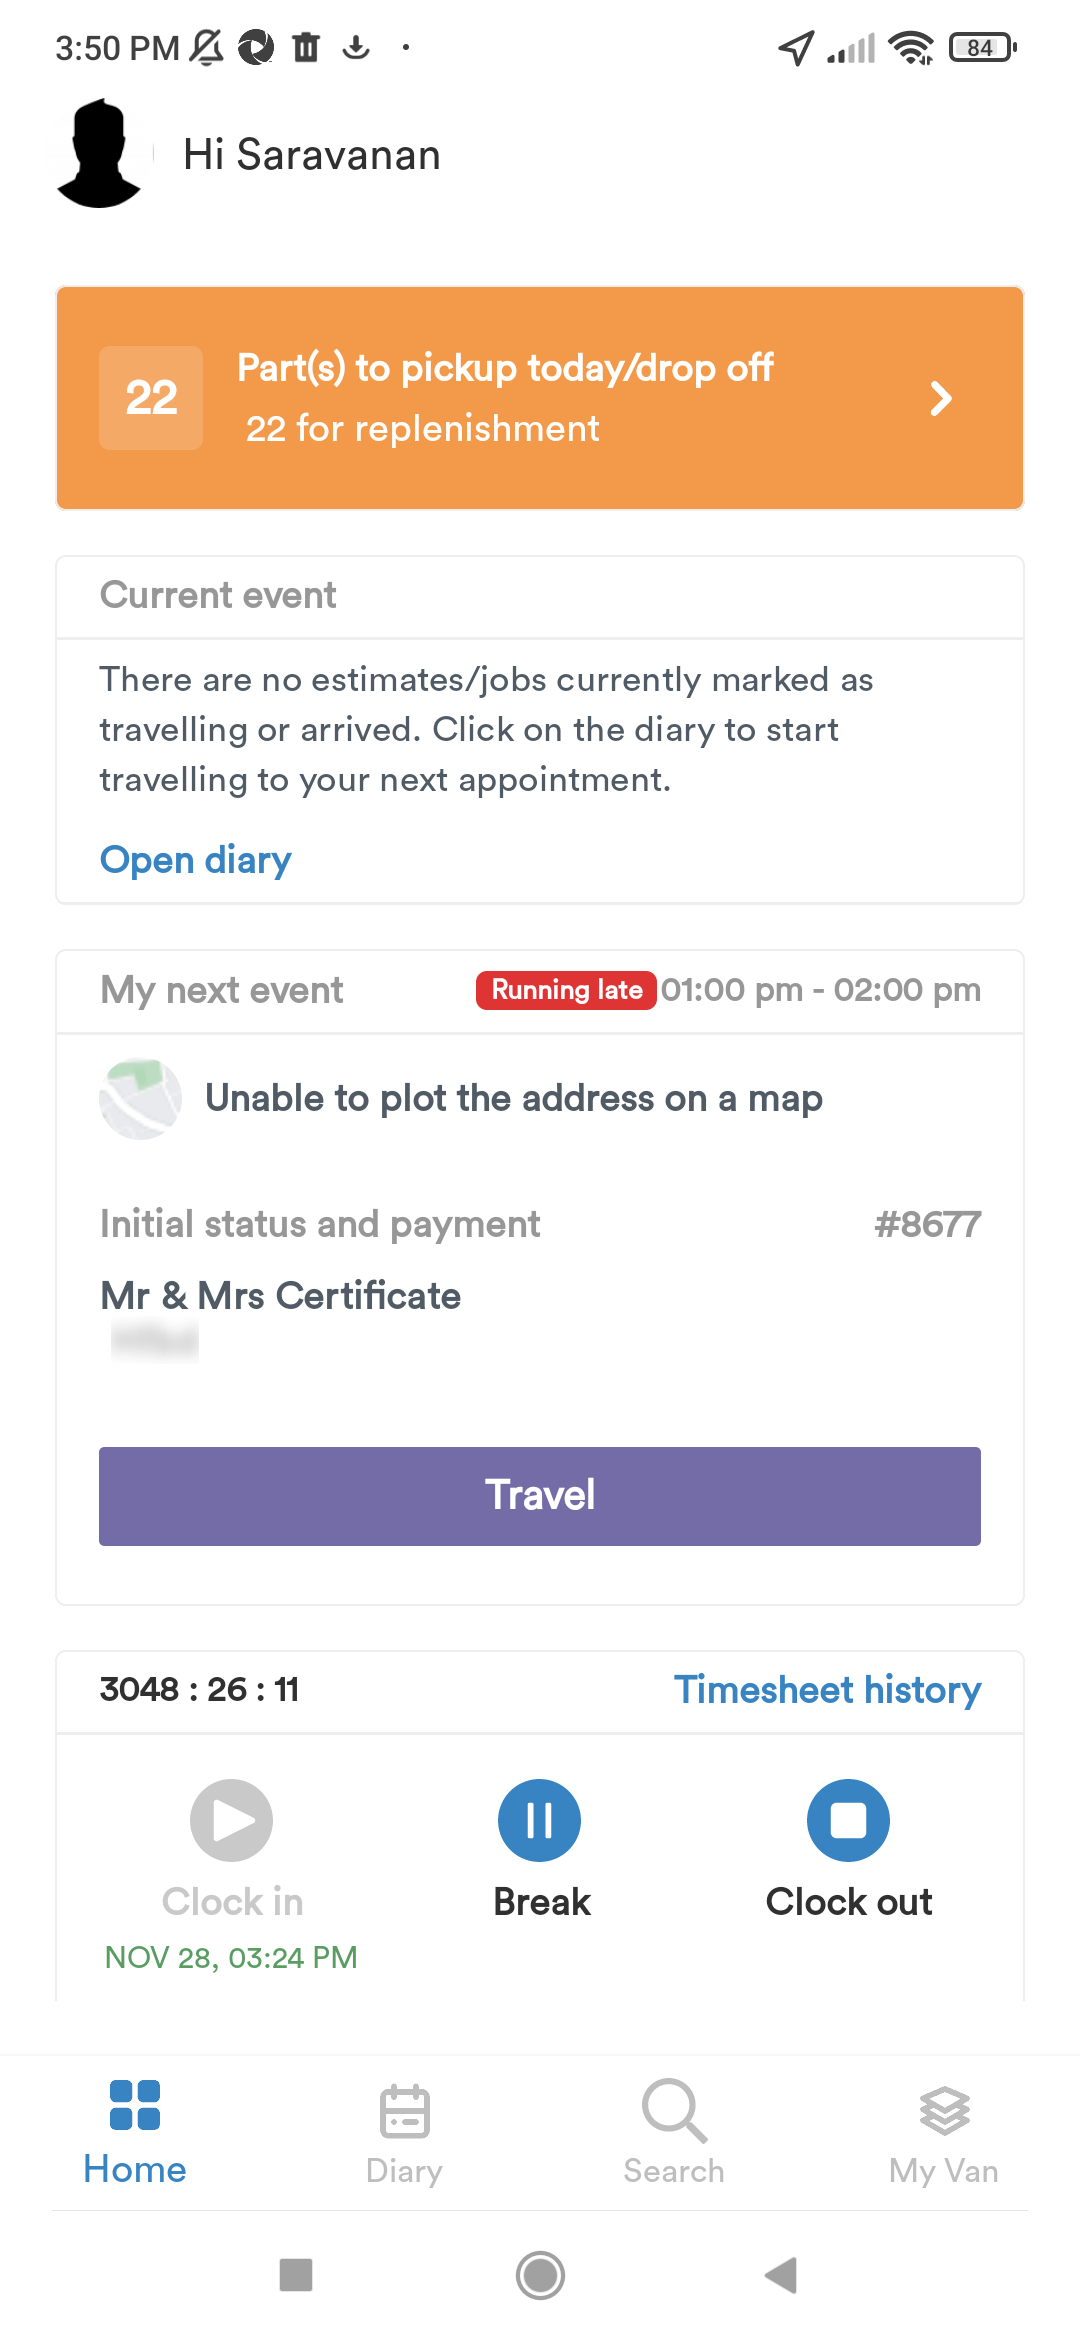 3:50 PM
84
Hi Saravanan
22
Part(s) to pickup today/drop off
22 for replenishment
Current event
There are no estimates/jobs currently marked as
travelling or arrived. Click on the diary to start
travelling to your next appointment.
Open diary
My next event Running late 01:00 pm - 02:00 pm
Unable to plot the address on a map
Initial status and payment #8677
Mr & Mrs Certificate
Travel
3048 : 26 : 11 Timesheet history
Clock in Break Clock out
NOV 28, 03:24 PM
Home Diary Search My Van